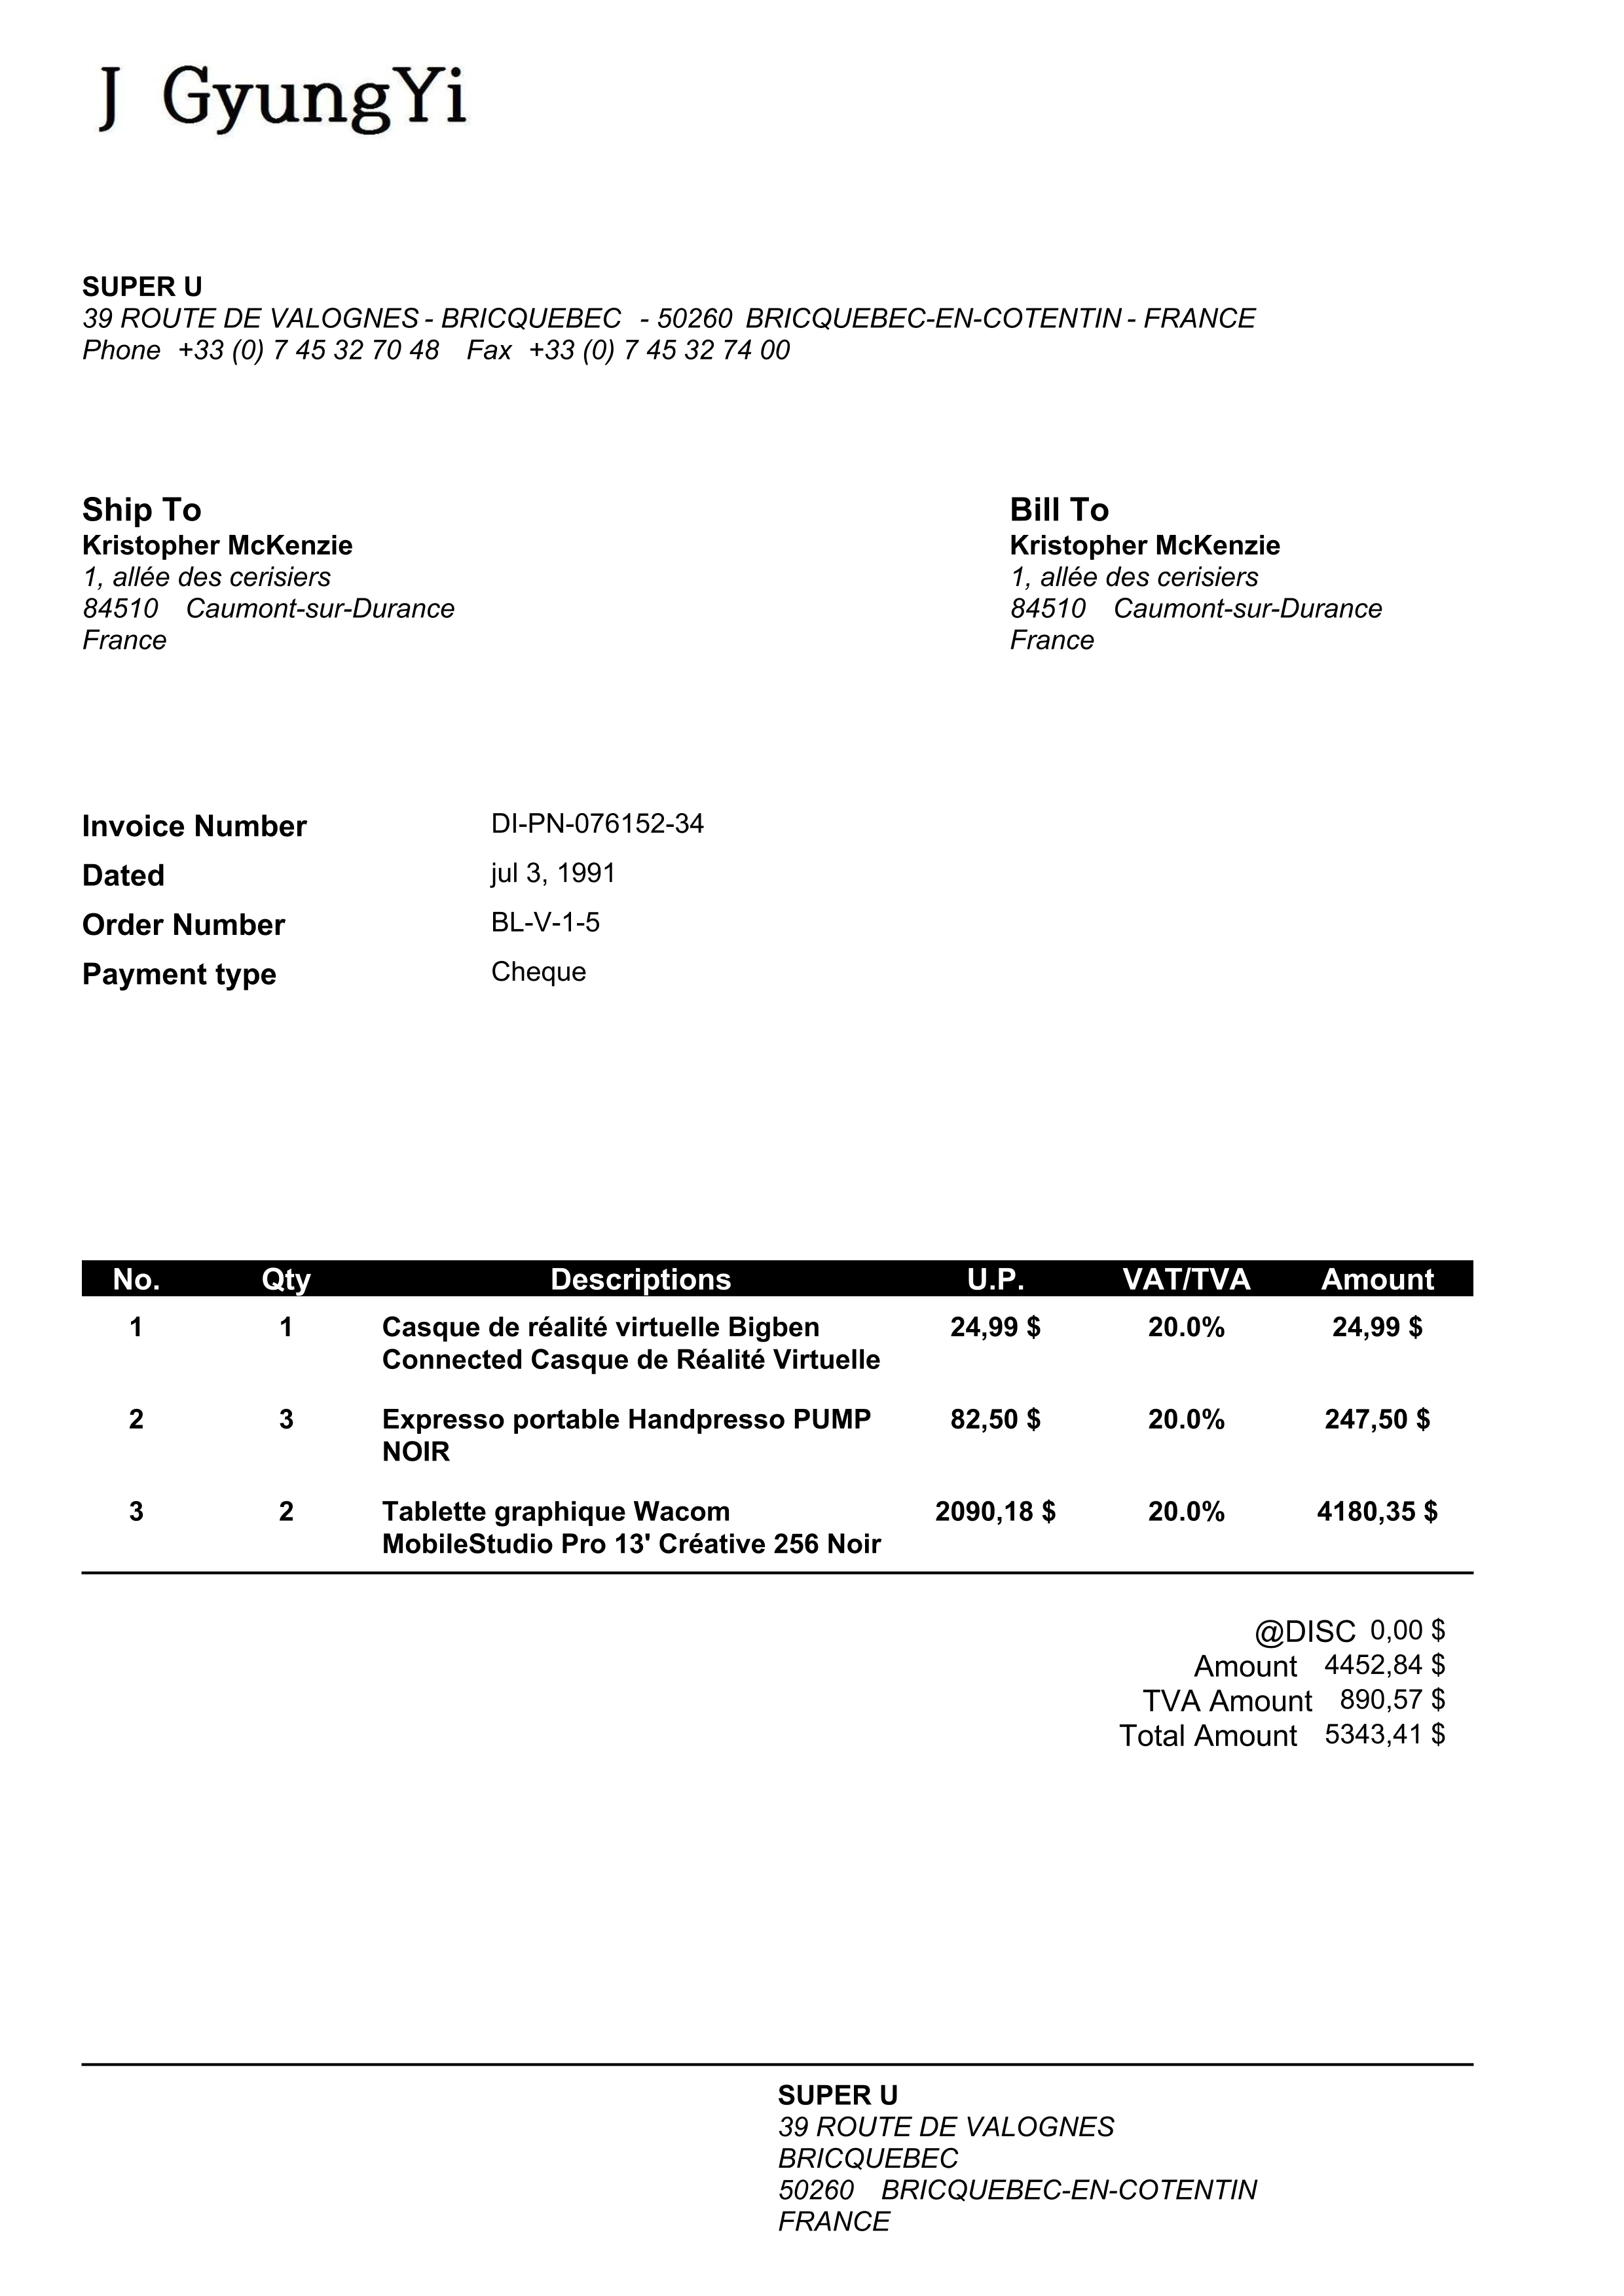 J GyungYi
SUPER U
39 ROUTE DE VALOGNES - BRICQUEBEC - 50260 BRICQUEBEC-EN-COTENTIN - FRANCE
Phone +33 (0) 7 45 32 70 48 Fax +33 (0) 7 45 32 74 00
Ship To
Kristopher McKenzie
1, allée des cerisiers
84510 Caumont-sur-Durance
France
Bill To
Kristopher McKenzie
1, allée des cerisiers
84510 Caumont-sur-Durance
France
Invoice Number DI-PN-076152-34
Dated jul 3, 1991
Order Number BL-V-1-5
Payment type Cheque
No. Qty Descriptions U.P. VAT/TVA Amount
1 1 Casque de réalité virtuelle Bigben 24,99 $ 20.0% 24,99 $
Connected Casque de Réalité Virtuelle
2 3 Expresso portable Handpresso PUMP 82,50 $ 20.0% 247,50 $
NOIR
3 2 Tablette graphique Wacom 2090,18 $ 20.0% 4180,35 $
MobileStudio Pro 13' Créative 256 Noir
@DISC 0,00 $
Amount 4452,84 $
TVA Amount 890,57 $
Total Amount 5343,41 $
SUPER U
39 ROUTE DE VALOGNES
BRICQUEBEC
50260 BRICQUEBEC-EN-COTENTIN
FRANCE